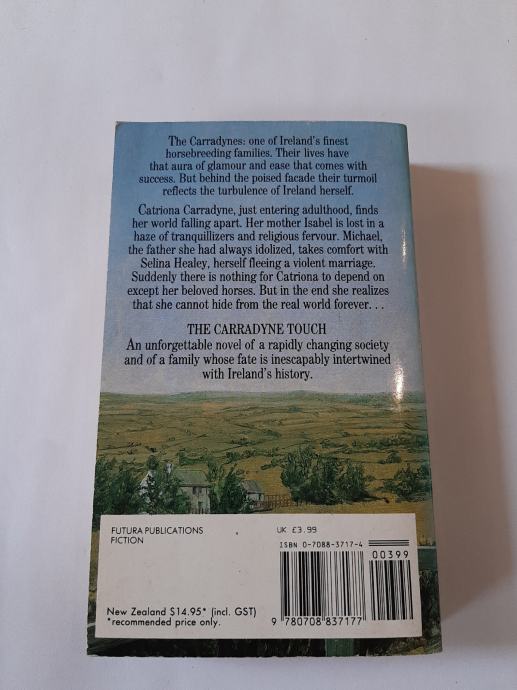 The Carradynes: one of Ireland's finest
horsebreeding families. Their lives have
that aura of glamour and ease that comes with
success. But behind the poised facade their turmoil
reflects the turbulence of Ireland herself.
Catriona Carradyne, just entering adulthood, finds
her world falling apart. Her mother Isabel is lost in a
haze of tranquillizers and religious fervour. Michael,
the father she had always idolized, takes comfort with
Selina Healey, herself fleeing a violent marriage.
Suddenly there is nothing for Catriona to depend on
except her beloved horses. But in the end she realizes
that she cannot hide from the real world forever. . .
THE CARRADYNE TOUCH
An unforgettable novel of a rapidly changing society
and of a family whose fate is inescapably intertwined
with Ireland's history.
FUTURA PUBLICATIONS
FICTION
UK £3.99
ISBN 0-7088-3717-4
00399
New Zealand $14.95* (incl. GST)
*recommended price only.
9 780708 837177